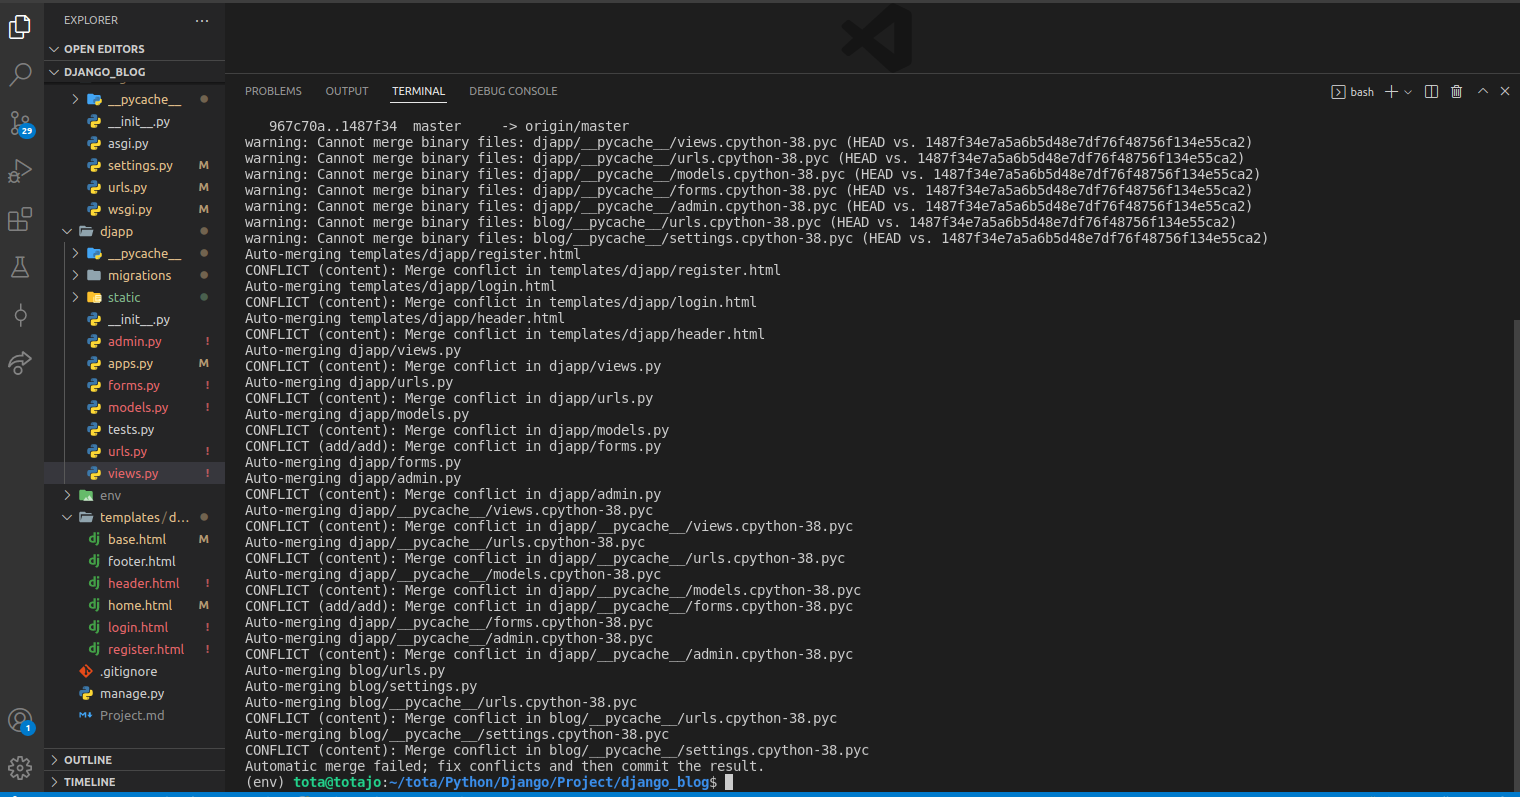 EXPLORER
OPEN EDITORS
DJANGO_BLOG
__pycache__
__init__.py
asgi.py
settings.py M
urls.py M
wsgi.py M
djapp
__pycache__
migrations
static
__init__.py
admin.py !
apps.py M
forms.py !
models.py !
tests.py
urls.py !
views.py !
env
templates/d...
base.html M
footer.html
header.html !
home.html M
login.html !
register.html !
.gitignore
manage.py
Project.md
OUTLINE
TIMELINE
29
1
PROBLEMS OUTPUT TERMINAL DEBUG CONSOLE
bash
967c70a..1487f34 master -> origin/master
warning: Cannot merge binary files: djapp/__pycache__/views.cpython-38.pyc (HEAD vs. 1487f34e7a5a6b5d48e7df76f48756f134e55ca2)
warning: Cannot merge binary files: djapp/__pycache__/urls.cpython-38.pyc (HEAD vs. 1487f34e7a5a6b5d48e7df76f48756f134e55ca2)
warning: Cannot merge binary files: djapp/__pycache__/models.cpython-38.pyc (HEAD vs. 1487f34e7a5a6b5d48e7df76f48756f134e55ca2)
warning: Cannot merge binary files: djapp/__pycache__/forms.cpython-38.pyc (HEAD vs. 1487f34e7a5a6b5d48e7df76f48756f134e55ca2)
warning: Cannot merge binary files: djapp/__pycache__/admin.cpython-38.pyc (HEAD vs. 1487f34e7a5a6b5d48e7df76f48756f134e55ca2)
warning: Cannot merge binary files: blog/__pycache__/urls.cpython-38.pyc (HEAD vs. 1487f34e7a5a6b5d48e7df76f48756f134e55ca2)
warning: Cannot merge binary files: blog/__pycache__/settings.cpython-38.pyc (HEAD vs. 1487f34e7a5a6b5d48e7df76f48756f134e55ca2)
Auto-merging templates/djapp/register.html
CONFLICT (content): Merge conflict in templates/djapp/register.html
Auto-merging templates/djapp/login.html
CONFLICT (content): Merge conflict in templates/djapp/login.html
Auto-merging templates/djapp/header.html
CONFLICT (content): Merge conflict in templates/djapp/header.html
Auto-merging djapp/views.py
CONFLICT (content): Merge conflict in djapp/views.py
Auto-merging djapp/urls.py
CONFLICT (content): Merge conflict in djapp/urls.py
Auto-merging djapp/models.py
CONFLICT (content): Merge conflict in djapp/models.py
CONFLICT (add/add): Merge conflict in djapp/forms.py
Auto-merging djapp/forms.py
Auto-merging djapp/admin.py
CONFLICT (content): Merge conflict in djapp/admin.py
Auto-merging djapp/__pycache__/views.cpython-38.pyc
CONFLICT (content): Merge conflict in djapp/__pycache__/views.cpython-38.pyc
Auto-merging djapp/__pycache__/urls.cpython-38.pyc
CONFLICT (content): Merge conflict in djapp/__pycache__/urls.cpython-38.pyc
Auto-merging djapp/__pycache__/models.cpython-38.pyc
CONFLICT (content): Merge conflict in djapp/__pycache__/models.cpython-38.pyc
CONFLICT (add/add): Merge conflict in djapp/__pycache__/forms.cpython-38.pyc
Auto-merging djapp/__pycache__/forms.cpython-38.pyc
Auto-merging djapp/__pycache__/admin.cpython-38.pyc
CONFLICT (content): Merge conflict in djapp/__pycache__/admin.cpython-38.pyc
Auto-merging blog/urls.py
Auto-merging blog/settings.py
Auto-merging blog/__pycache__/urls.cpython-38.pyc
CONFLICT (content): Merge conflict in blog/__pycache__/urls.cpython-38.pyc
Auto-merging blog/__pycache__/settings.cpython-38.pyc
CONFLICT (content): Merge conflict in blog/__pycache__/settings.cpython-38.pyc
Automatic merge failed; fix conflicts and then commit the result.
(env) tota@totajo:~/tota/Python/Django/Project/django_blog$